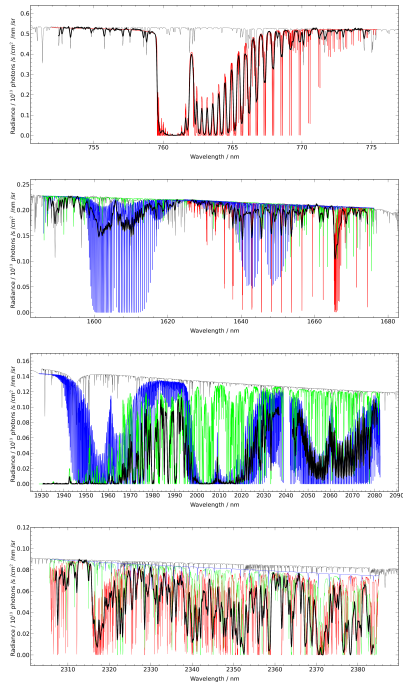 Radiance / 10¹³ photons /s /cm² /nm /sr
0.6
0.5
0.4
0.3
0.2
0.1
0.0
755 760 765 770 775
Wavelength / nm
Radiance / 10¹³ photons /s /cm² /nm /sr
0.25
0.20
0.15
0.10
0.05
0.00
1600 1620 1640 1660 1680
Wavelength / nm
Radiance / 10¹³ photons /s /cm² /nm /sr
0.16
0.14
0.12
0.10
0.08
0.06
0.04
0.02
0.00
1930 1940 1950 1960 1970 1980 1990 2000 2010 2020 2030 2040 2050 2060 2070 2080 2090
Wavelength / nm
Radiance / 10¹³ photons /s /cm² /nm /sr
0.12
0.10
0.08
0.06
0.04
0.02
0.00
2310 2320 2330 2340 2350 2360 2370 2380
Wavelength / nm